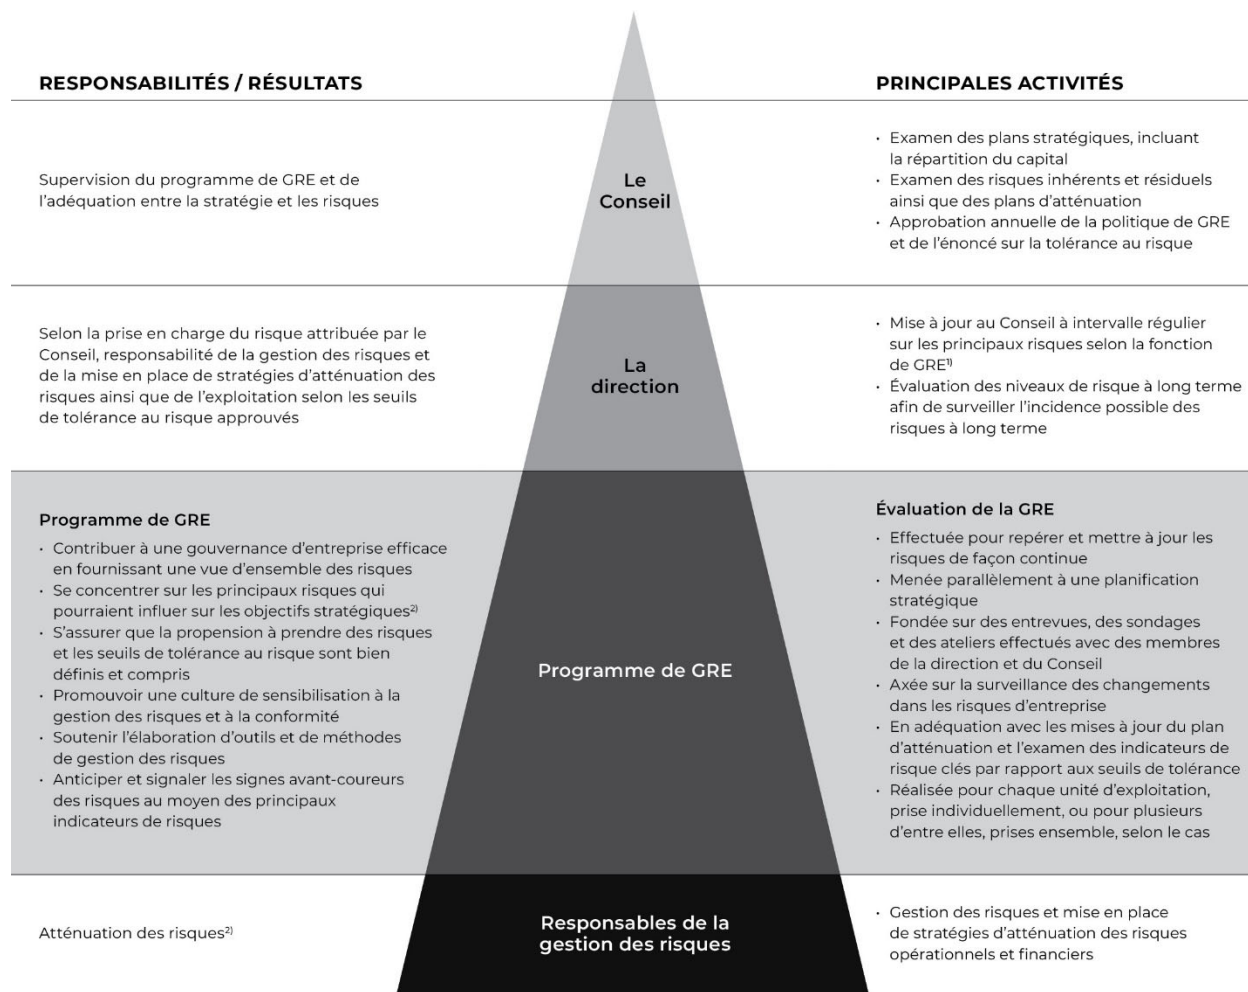 RESPONSABILITÉS / RÉSULTATS
PRINCIPALES ACTIVITÉS
Supervision du programme de GRE et de
l'adéquation entre la stratégie et les risques
Le
Conseil
• Examen des plans stratégiques, incluant
la répartition du capital
• Examen des risques inhérents et résiduels
ainsi que des plans d'atténuation
• Approbation annuelle de la politique de GRE
et de l'énoncé sur la tolérance au risque
Selon la prise en charge du risque attribuée par le
Conseil, responsabilité de la gestion des risques et
de la mise en place de stratégies d'atténuation des
risques ainsi que de l'exploitation selon les seuils
de tolérance au risque approuvés
La
direction
• Mise à jour au Conseil à intervalle régulier
sur les principaux risques selon la fonction
de GRE¹⁾
• Évaluation des niveaux de risque à long terme
afin de surveiller l'incidence possible des
risques à long terme
Programme de GRE
• Contribuer à une gouvernance d'entreprise efficace
en fournissant une vue d'ensemble des risques
• Se concentrer sur les principaux risques qui
pourraient influer sur les objectifs stratégiques²⁾
• S'assurer que la propension à prendre des risques
et les seuils de tolérance au risque sont bien
définis et compris
• Promouvoir une culture de sensibilisation à la
gestion des risques et à la conformité
• Soutenir l'élaboration d'outils et de méthodes
de gestion des risques
• Anticiper et signaler les signes avant-coureurs
des risques au moyen des principaux
indicateurs de risques
Programme de GRE
Évaluation de la GRE
• Effectuée pour repérer et mettre à jour les
risques de façon continue
• Menée parallèlement à une planification
stratégique
• Fondée sur des entrevues, des sondages
et des ateliers effectués avec des membres
de la direction et du Conseil
• Axée sur la surveillance des changements
dans les risques d'entreprise
• En adéquation avec les mises à jour du plan
d'atténuation et l'examen des indicateurs de
risque clés par rapport aux seuils de tolérance
• Réalisée pour chaque unité d'exploitation,
prise individuellement, ou pour plusieurs
d'entre elles, prises ensemble, selon le cas
Atténuation des risques²⁾
Responsables de la
gestion des risques
• Gestion des risques et mise en place
de stratégies d'atténuation des risques
opérationnels et financiers